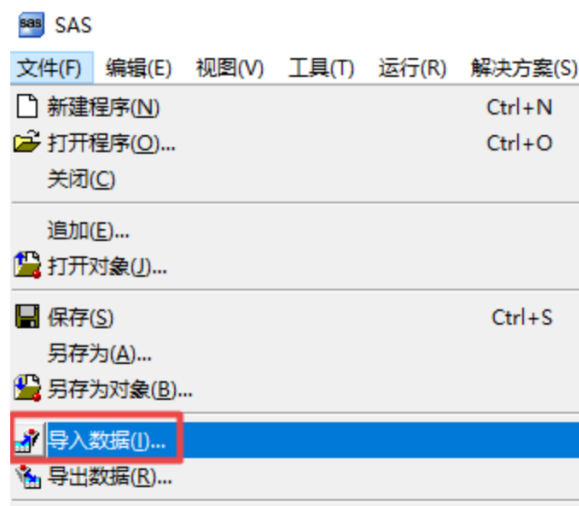 sas SAS
文件(F) 编辑(E) 视图(V) 工具(T) 运行(R) 解决方案(S)
新建程序(N) Ctrl+N
打开程序(O)... Ctrl+O
关闭(C)
追加(E)...
打开对象(J)...
保存(S) Ctrl+S
另存为(A)...
另存为对象(B)...
导入数据(I)...
导出数据(R)...